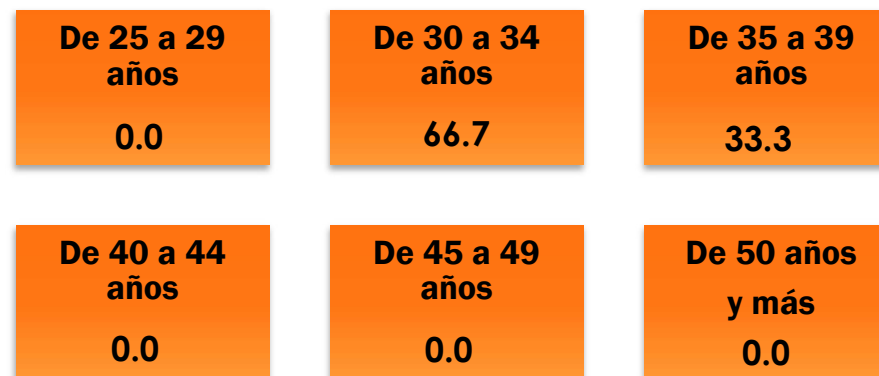 De 25 a 29
años
0.0
De 30 a 34
años
66.7
De 35 a 39
años
33.3
De 40 a 44
años
0.0
De 45 a 49
años
0.0
De 50 años
y más
0.0